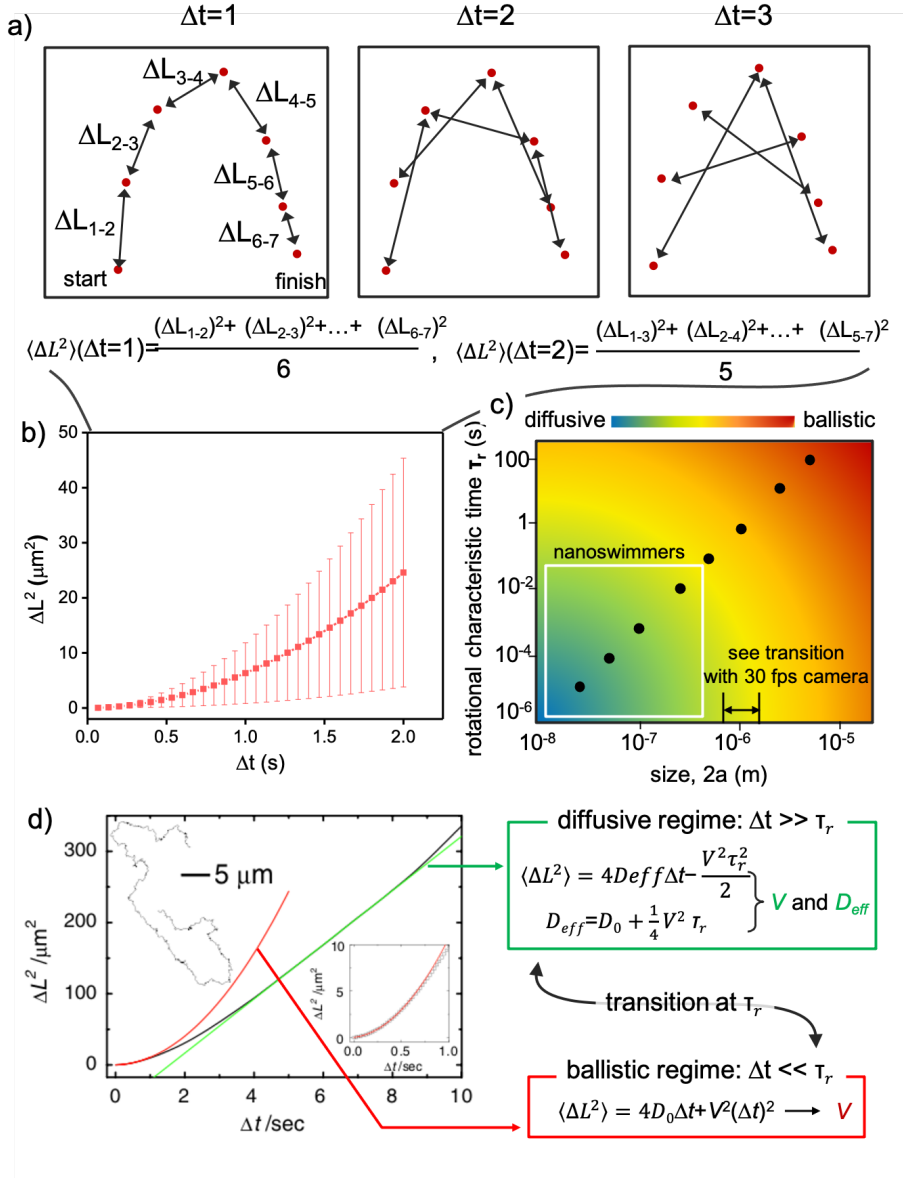 a)
Δt=1
Δt=2
Δt=3
ΔL3-4
ΔL4-5
ΔL2-3
ΔL5-6
ΔL1-2
ΔL6-7
start
finish
⟨ΔL²⟩(Δt=1)= (ΔL1-2)²+ (ΔL2-3)²+...+ (ΔL6-7)² / 6 , ⟨ΔL²⟩(Δt=2)= (ΔL1-3)²+ (ΔL2-4)²+...+ (ΔL5-7)² / 5
b)
50
40
30
20
10
0
ΔL² (μm²)
0.0
0.5
1.0
1.5
2.0
Δt (s)
c)
diffusive
ballistic
rotational characteristic time τr (s)
100
1
10-2
10-4
10-6
nanoswimmers
see transition
with 30 fps camera
10-8
10-7
10-6
10-5
size, 2a (m)
d)
300
200
100
0
ΔL² /μm²
5 μm
10
5
0
ΔL² /μm²
0.0
0.5
1.0
Δt/sec
0
2
4
6
8
10
Δt/sec
diffusive regime: Δt >> τr
⟨ΔL²⟩ = 4DeffΔt- V²τr² / 2
Deff=D0 + 1/4 V² τr
V and Deff
transition at τr
ballistic regime: Δt << τr
⟨ΔL²⟩ = 4D0Δt+V²(Δt)² → V